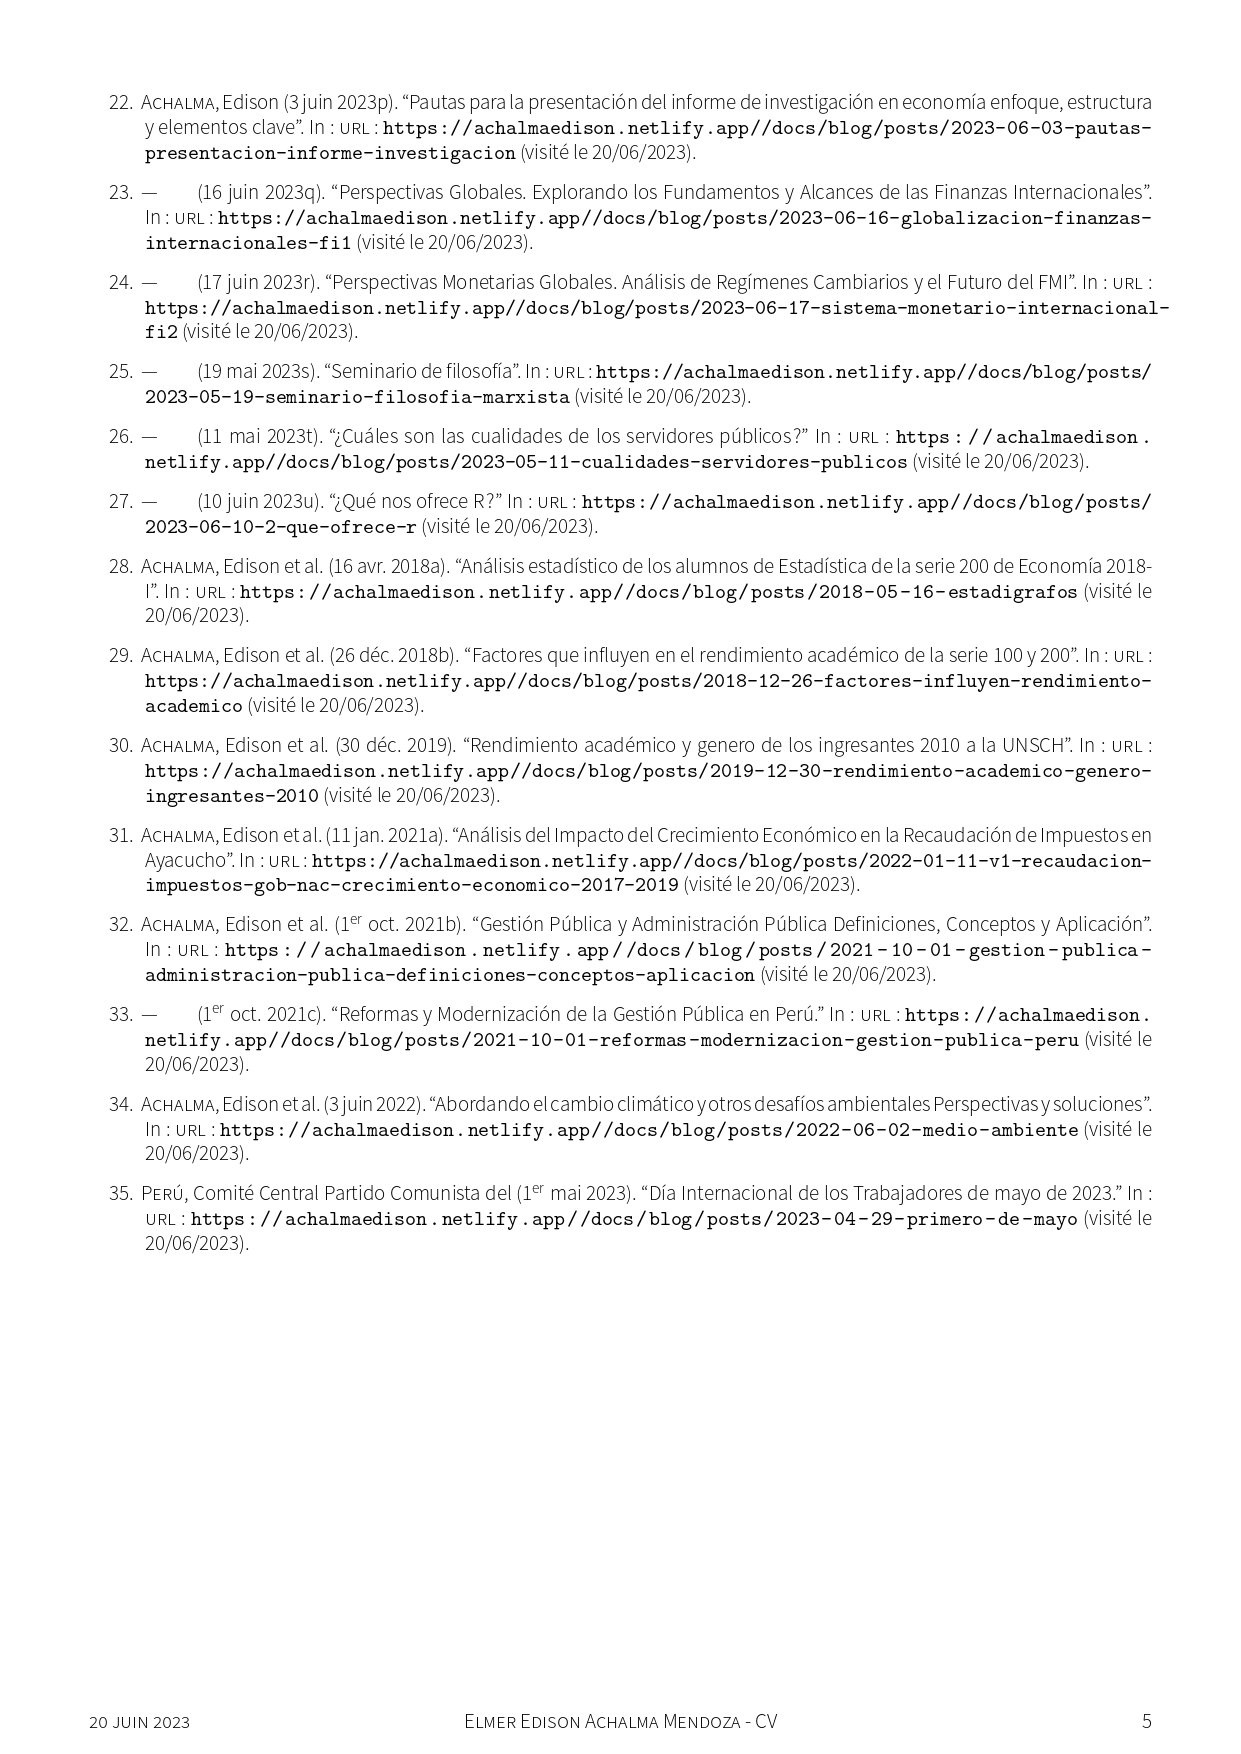 22. Achalma, Edison (3 juin 2023p). “Pautas para la presentación del informe de investigación en economía enfoque, estructura
y elementos clave”. In : url : https://achalmaedison.netlify.app//docs/blog/posts/2023-06-03-pautas-
presentacion-informe-investigacion (visité le 20/06/2023).
23. — (16 juin 2023q). “Perspectivas Globales. Explorando los Fundamentos y Alcances de las Finanzas Internacionales”.
In : url : https://achalmaedison.netlify.app//docs/blog/posts/2023-06-16-globalizacion-finanzas-
internacionales-fi1 (visité le 20/06/2023).
24. — (17 juin 2023r). “Perspectivas Monetarias Globales. Análisis de Regímenes Cambiarios y el Futuro del FMI”. In : url :
https://achalmaedison.netlify.app//docs/blog/posts/2023-06-17-sistema-monetario-internacional-
fi2 (visité le 20/06/2023).
25. — (19 mai 2023s). “Seminario de filosofía”. In : url : https://achalmaedison.netlify.app//docs/blog/posts/
2023-05-19-seminario-filosofia-marxista (visité le 20/06/2023).
26. — (11 mai 2023t). “¿Cuáles son las cualidades de los servidores públicos?” In : url : https://achalmaedison.
netlify.app//docs/blog/posts/2023-05-11-cualidades-servidores-publicos (visité le 20/06/2023).
27. — (10 juin 2023u). “¿Qué nos ofrece R?” In : url : https://achalmaedison.netlify.app//docs/blog/posts/
2023-06-10-2-que-ofrece-r (visité le 20/06/2023).
28. Achalma, Edison et al. (16 avr. 2018a). “Análisis estadístico de los alumnos de Estadística de la serie 200 de Economía 2018-
I”. In : url : https://achalmaedison.netlify.app//docs/blog/posts/2018-05-16-estadigrafos (visité le
20/06/2023).
29. Achalma, Edison et al. (26 déc. 2018b). “Factores que influyen en el rendimiento académico de la serie 100 y 200”. In : url :
https://achalmaedison.netlify.app//docs/blog/posts/2018-12-26-factores-influyen-rendimiento-
academico (visité le 20/06/2023).
30. Achalma, Edison et al. (30 déc. 2019). “Rendimiento académico y genero de los ingresantes 2010 a la UNSCH”. In : url :
https://achalmaedison.netlify.app//docs/blog/posts/2019-12-30-rendimiento-academico-genero-
ingresantes-2010 (visité le 20/06/2023).
31. Achalma, Edison et al. (11 jan. 2021a). “Análisis del Impacto del Crecimiento Económico en la Recaudación de Impuestos en
Ayacucho”. In : url : https://achalmaedison.netlify.app//docs/blog/posts/2022-01-11-v1-recaudacion-
impuestos-gob-nac-crecimiento-economico-2017-2019 (visité le 20/06/2023).
32. Achalma, Edison et al. (1er oct. 2021b). “Gestión Pública y Administración Pública Definiciones, Conceptos y Aplicación”.
In : url : https://achalmaedison.netlify.app//docs/blog/posts/2021-10-01-gestion-publica-
administracion-publica-definiciones-conceptos-aplicacion (visité le 20/06/2023).
33. — (1er oct. 2021c). “Reformas y Modernización de la Gestión Pública en Perú.” In : url : https://achalmaedison.
netlify.app//docs/blog/posts/2021-10-01-reformas-modernizacion-gestion-publica-peru (visité le
20/06/2023).
34. Achalma, Edison et al. (3 juin 2022). “Abordando el cambio climático y otros desafíos ambientales Perspectivas y soluciones”.
In : url : https://achalmaedison.netlify.app//docs/blog/posts/2022-06-02-medio-ambiente (visité le
20/06/2023).
35. Perú, Comité Central Partido Comunista del (1er mai 2023). “Día Internacional de los Trabajadores de mayo de 2023.” In :
url : https://achalmaedison.netlify.app//docs/blog/posts/2023-04-29-primero-de-mayo (visité le
20/06/2023).
20 juin 2023 Elmer Edison Achalma Mendoza - CV 5